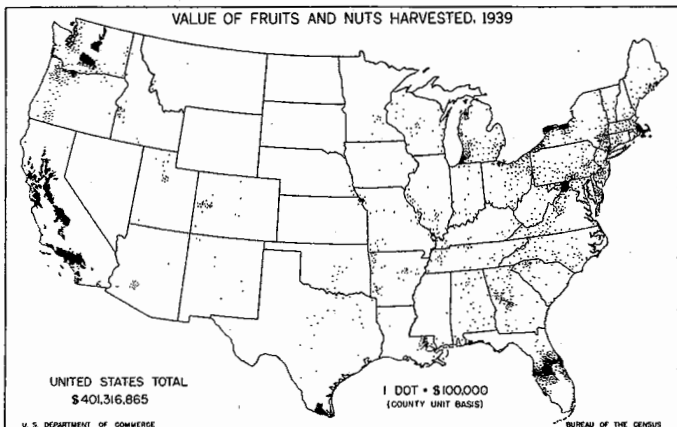 VALUE OF FRUITS AND NUTS HARVESTED, 1939
UNITED STATES TOTAL
$401,316,865
1 DOT = $100,000
(COUNTY UNIT BASIS)
U. S. DEPARTMENT OF COMMERCE
BUREAU OF THE CENSUS